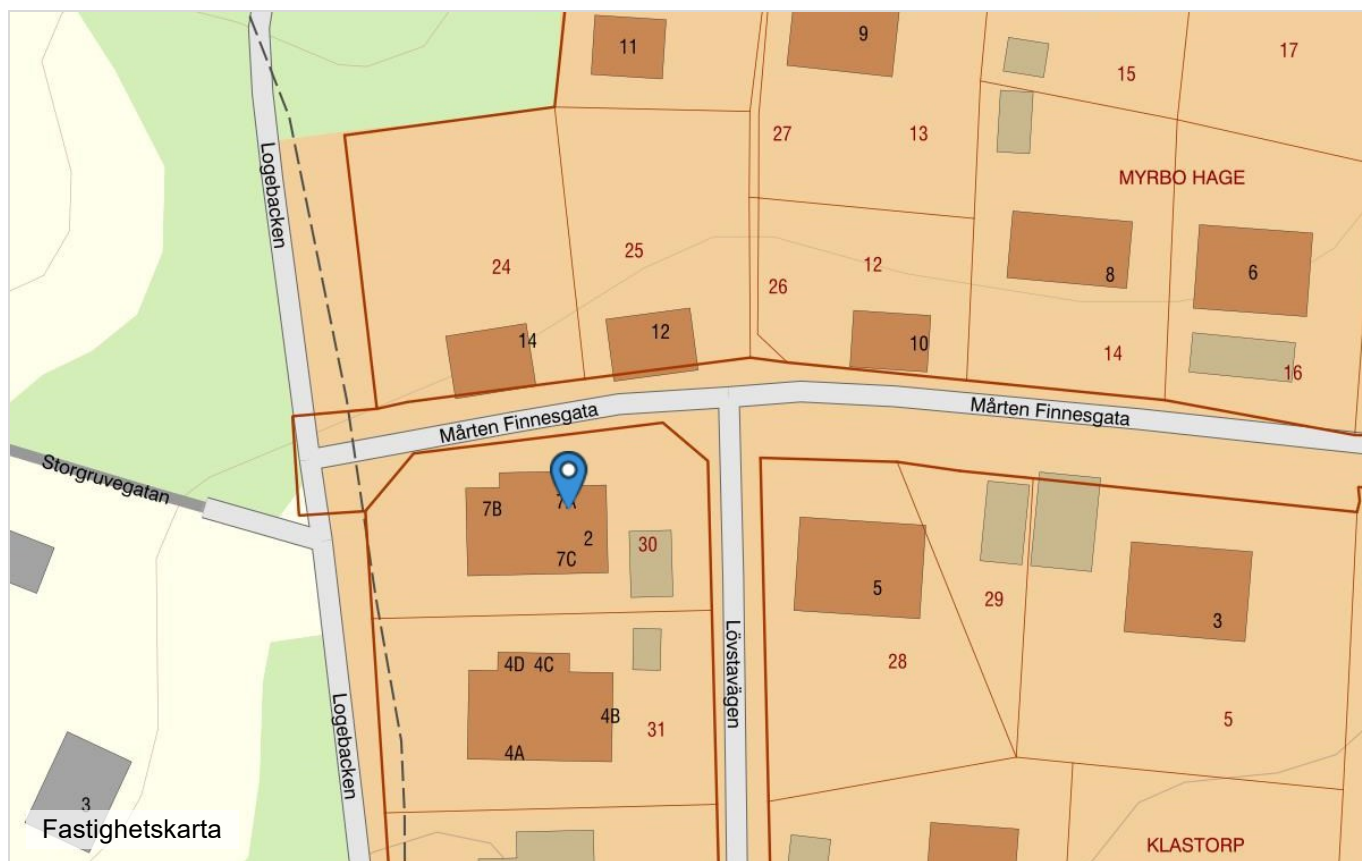 11
9
17
15
27
13
Logebacken
MYRBO HAGE
25
24
12
26
8
6
14
12
10
14
16
Mårten Finnesgata
Mårten Finnesgata
Storgruvegatan
7B
7A
2
7C
30
5
29
3
28
Lövstavägen
4D
4C
4B
31
5
4A
Logebacken
3
Fastighetskarta
KLASTORP